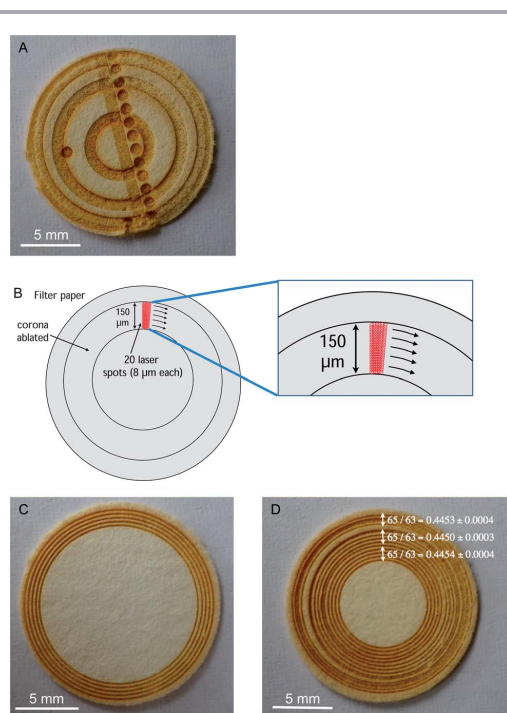 A
5 mm
B
Filter paper
corona
ablated
150
µm
20 laser
spots (8 µm each)
150
µm
C
5 mm
D
65 / 63 = 0.4453 ± 0.0004
65 / 63 = 0.4450 ± 0.0003
65 / 63 = 0.4454 ± 0.0004
5 mm